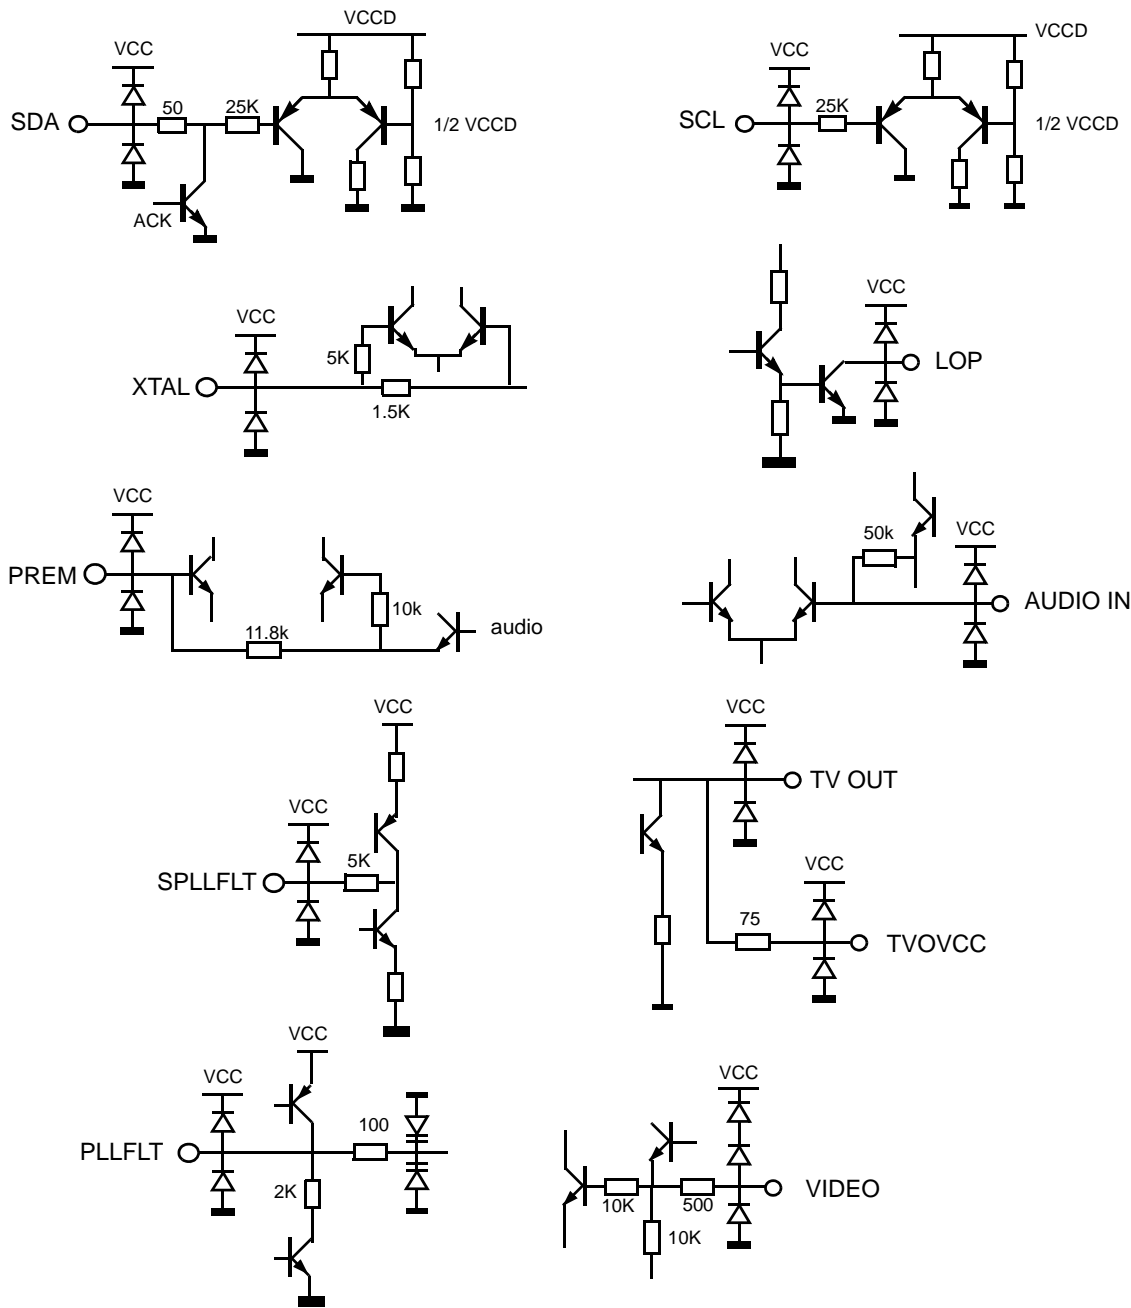 VCCD
VCC
50
25K
SDA
1/2 VCCD
ACK
VCCD
VCC
25K
SCL
1/2 VCCD
VCC
5K
XTAL
1.5K
VCC
LOP
VCC
PREM
10k
11.8k
audio
50k
VCC
AUDIO IN
VCC
VCC
5K
SPLLFLT
VCC
TV OUT
VCC
75
TVOVCC
VCC
VCC
100
PLLFLT
2K
VCC
10K
500
VIDEO
10K